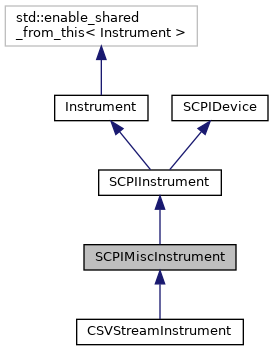 std::enable_shared
_from_this< Instrument >
Instrument
SCPIDevice
SCPIInstrument
SCPIMiscInstrument
CSVStreamInstrument